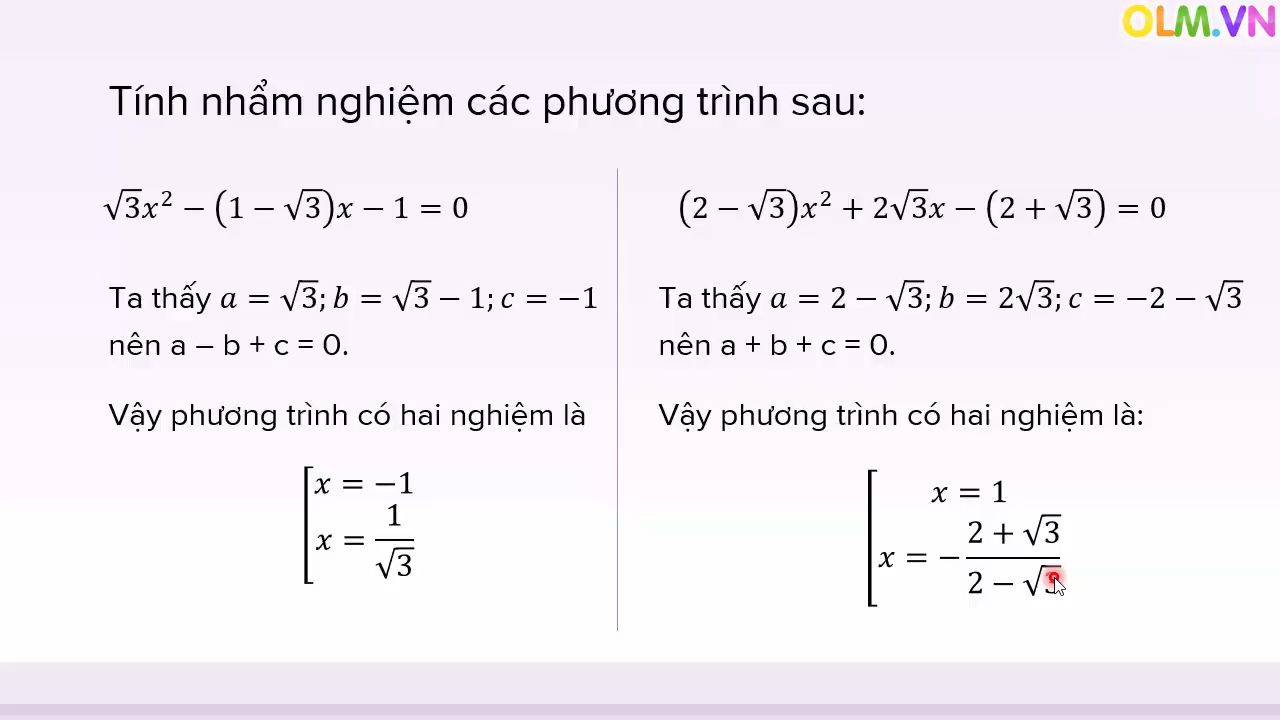 OLM.VN
Tính nhẩm nghiệm các phương trình sau:
√3x² − (1 − √3)x − 1 = 0
Ta thấy a = √3; b = √3 − 1; c = −1
nên a – b + c = 0.
Vậy phương trình có hai nghiệm là
x = −1
x = 1/√3
(2 − √3)x² + 2√3x − (2 + √3) = 0
Ta thấy a = 2 − √3; b = 2√3; c = −2 − √3
nên a + b + c = 0.
Vậy phương trình có hai nghiệm là:
x = 1
x = − (2 + √3)/(2 − √3)